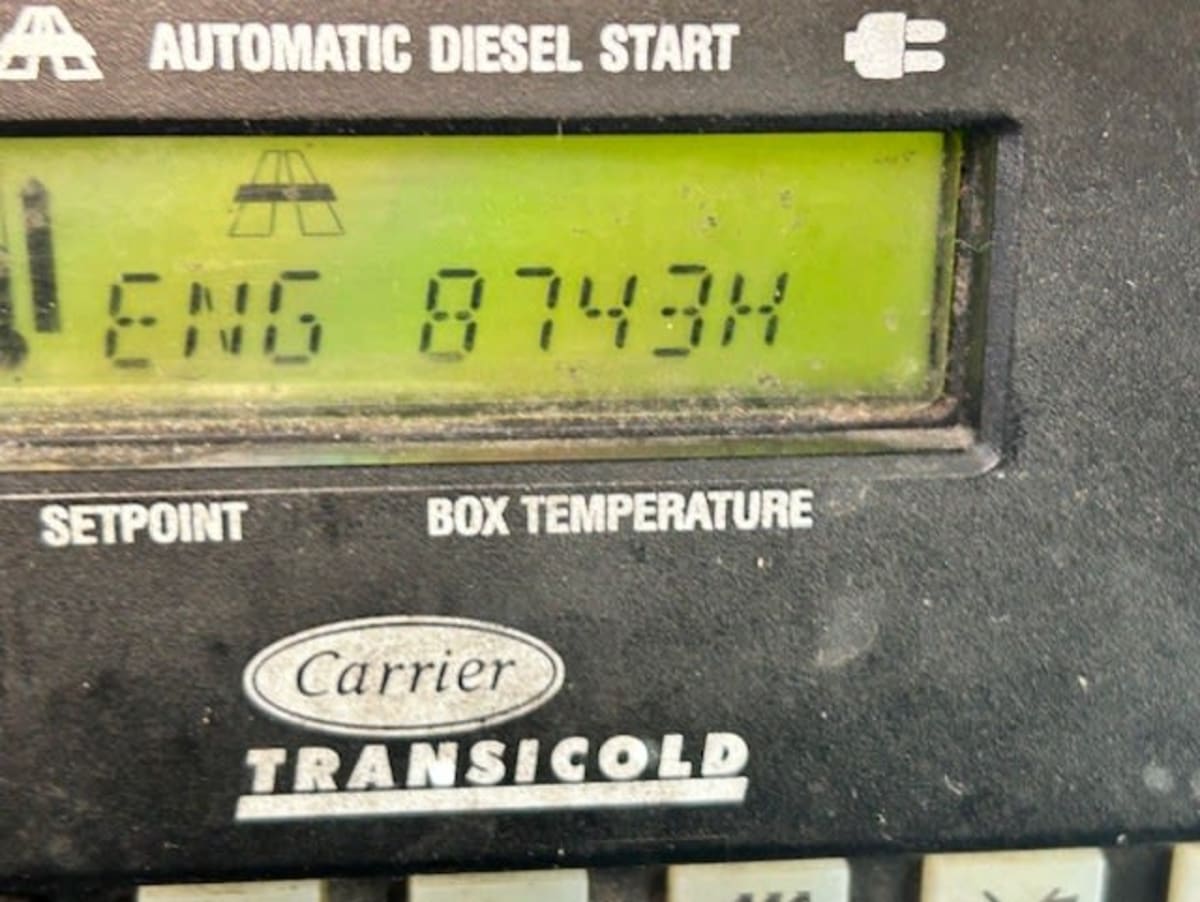 AUTOMATIC DIESEL START
ENG 8743H
SETPOINT BOX TEMPERATURE
Carrier
TRANSICOLD